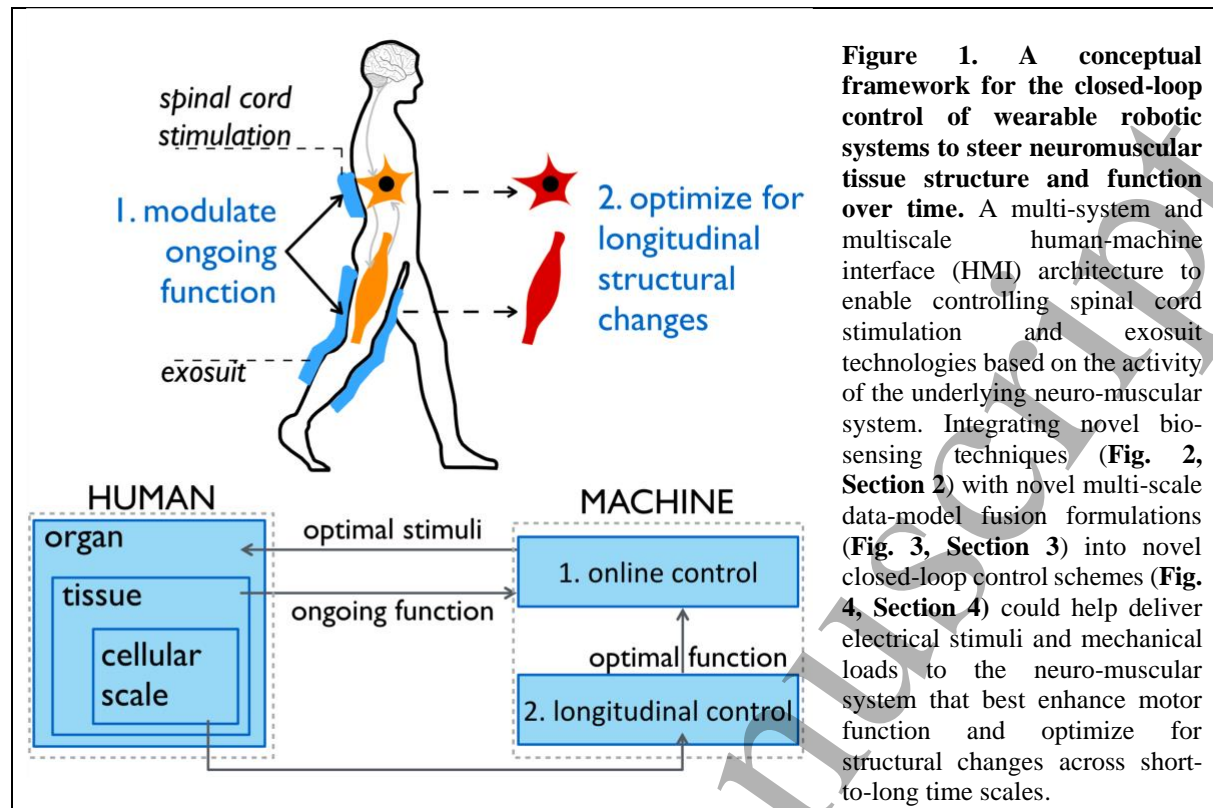 spinal cord
stimulation
1. modulate
ongoing
function
exosuit
2. optimize for
longitudinal
structural
changes
HUMAN
organ
tissue
cellular
scale
optimal stimuli
ongoing function
MACHINE
1. online control
optimal function
2. longitudinal control
Figure 1. A conceptual
framework for the closed-loop
control of wearable robotic
systems to steer neuromuscular
tissue structure and function
over time. A multi-system and
multiscale human-machine
interface (HMI) architecture to
enable controlling spinal cord
stimulation and exosuit
technologies based on the activity
of the underlying neuro-muscular
system. Integrating novel bio-
sensing techniques (Fig. 2,
Section 2) with novel multi-scale
data-model fusion formulations
(Fig. 3, Section 3) into novel
closed-loop control schemes (Fig.
4, Section 4) could help deliver
electrical stimuli and mechanical
loads to the neuro-muscular
system that best enhance motor
function and optimize for
structural changes across short-
to-long time scales.
nuscript